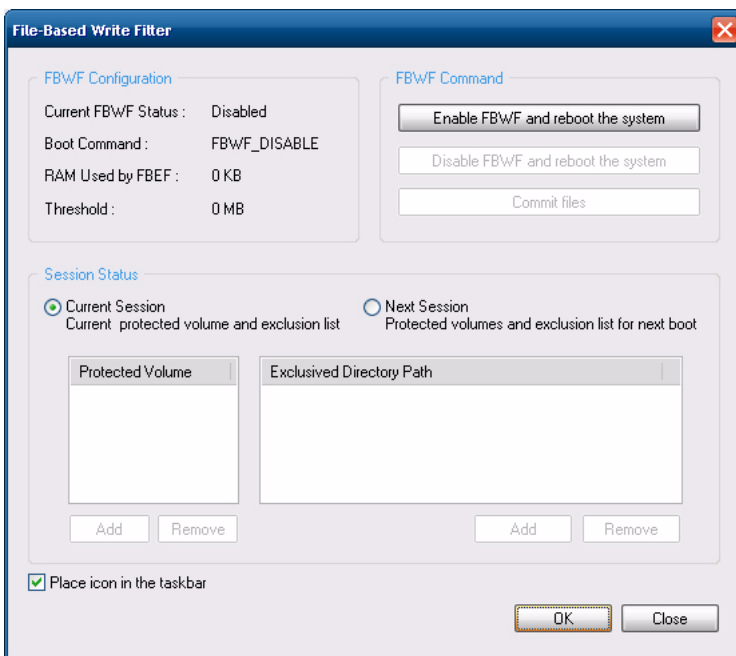 File-Based Write Fitter
FBWF Configuration
Current FBWF Status : Disabled
Boot Command : FBWF_DISABLE
RAM Used by FBEF : 0 KB
Threshold : 0 MB
FBWF Command
Enable FBWF and reboot the system
Disable FBWF and reboot the system
Commit files
Session Status
Current Session
Current protected volume and exclusion list
Next Session
Protected volumes and exclusion list for next boot
Protected Volume
Exclusived Directory Path
Add Remove
Add Remove
Place icon in the taskbar
OK Close